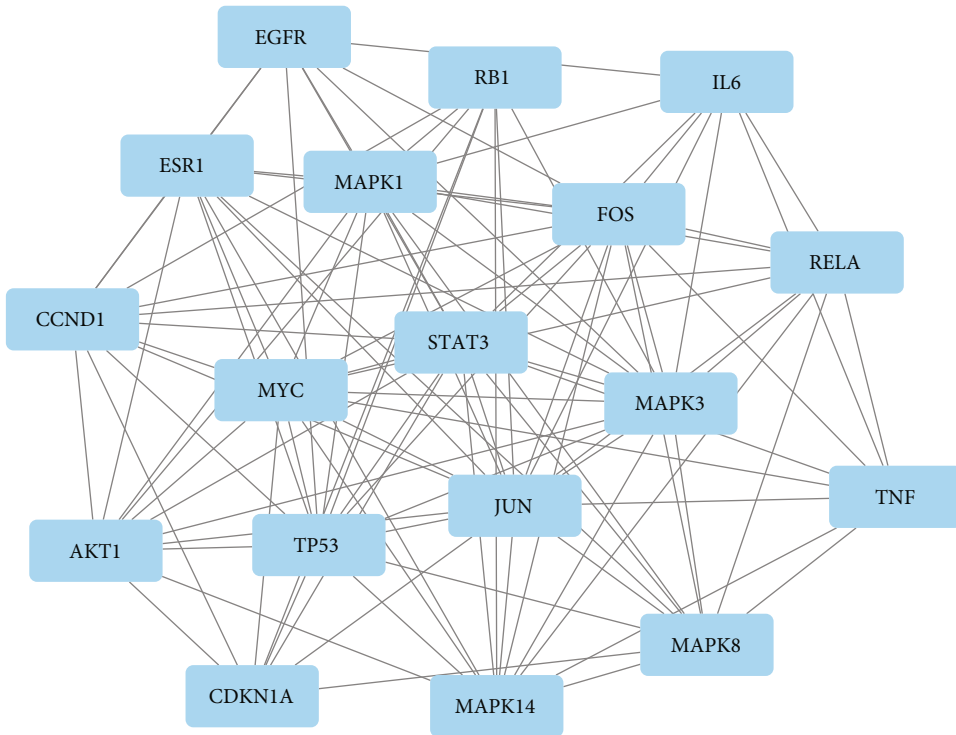 EGFR
RB1
IL6
ESR1
MAPK1
FOS
RELA
CCND1
STAT3
MYC
MAPK3
TNF
JUN
AKT1
TP53
MAPK8
CDKN1A
MAPK14